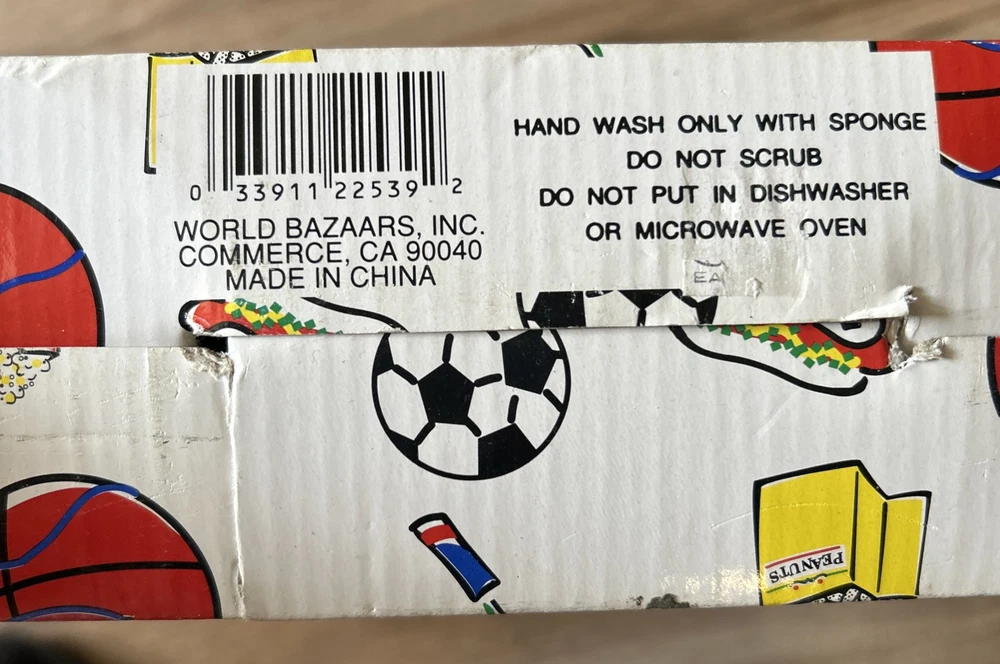 0 33911 22539 2
WORLD BAZAARS, INC.
COMMERCE, CA 90040
MADE IN CHINA
HAND WASH ONLY WITH SPONGE
DO NOT SCRUB
DO NOT PUT IN DISHWASHER
OR MICROWAVE OVEN
EA
PEANUTS